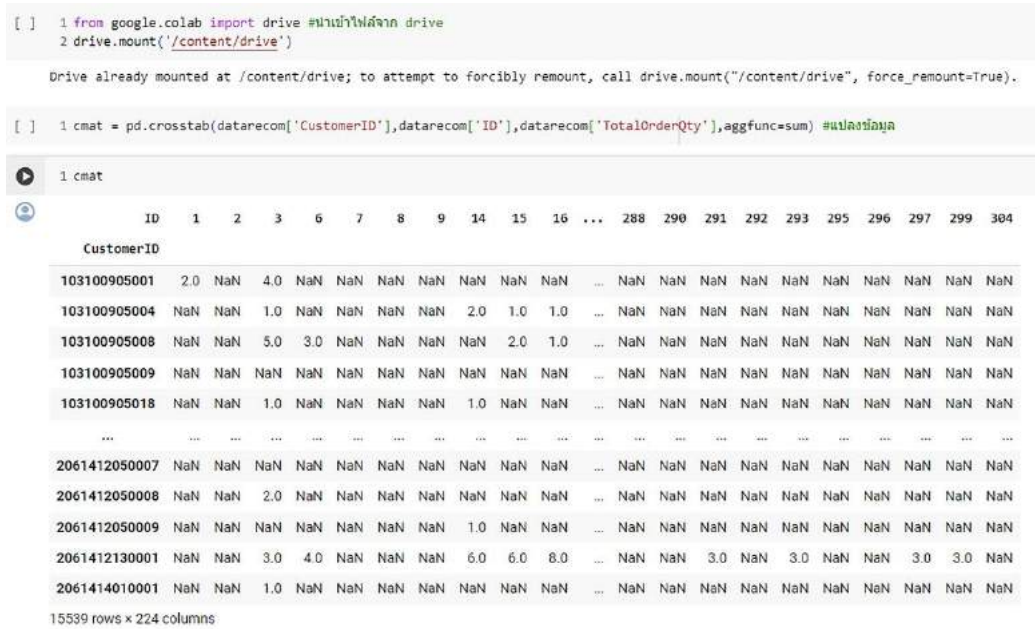 [ ] 1 from google.colab import drive #นำเข้าไฟล์จาก drive
2 drive.mount('/content/drive')
Drive already mounted at /content/drive; to attempt to forcibly remount, call drive.mount("/content/drive", force_remount=True).
[ ] 1 cmat = pd.crosstab(datarecom['CustomerID'],datarecom['ID'],datarecom['TotalOrderQty'],aggfunc=sum) #แปลงข้อมูล
1 cmat
ID 1 2 3 6 7 8 9 14 15 16 ... 288 290 291 292 293 295 296 297 299 304
CustomerID
103100905001 2.0 NaN 4.0 NaN NaN NaN NaN NaN NaN NaN ... NaN NaN NaN NaN NaN NaN NaN NaN NaN NaN
103100905004 NaN NaN 1.0 NaN NaN NaN NaN 2.0 1.0 1.0 ... NaN NaN NaN NaN NaN NaN NaN NaN NaN NaN
103100905008 NaN NaN 5.0 3.0 NaN NaN NaN NaN 2.0 1.0 ... NaN NaN NaN NaN NaN NaN NaN NaN NaN NaN
103100905009 NaN NaN NaN NaN NaN NaN NaN NaN NaN NaN ... NaN NaN NaN NaN NaN NaN NaN NaN NaN NaN
103100905018 NaN NaN 1.0 NaN NaN NaN NaN 1.0 NaN NaN ... NaN NaN NaN NaN NaN NaN NaN NaN NaN NaN
... ... ... ... ... ... ... ... ... ... ... ... ... ... ... ... ... ... ... ... ... ...
2061412050007 NaN NaN NaN NaN NaN NaN NaN NaN NaN NaN ... NaN NaN NaN NaN NaN NaN NaN NaN NaN NaN
2061412050008 NaN NaN 2.0 NaN NaN NaN NaN NaN NaN NaN ... NaN NaN NaN NaN NaN NaN NaN NaN NaN NaN
2061412050009 NaN NaN NaN NaN NaN NaN NaN 1.0 NaN NaN ... NaN NaN NaN NaN NaN NaN NaN NaN NaN NaN
2061412130001 NaN NaN 3.0 4.0 NaN NaN NaN 6.0 6.0 8.0 ... NaN NaN 3.0 NaN 3.0 NaN NaN 3.0 3.0 NaN
2061414010001 NaN NaN 1.0 NaN NaN NaN NaN NaN NaN NaN ... NaN NaN NaN NaN NaN NaN NaN NaN NaN NaN
15539 rows × 224 columns